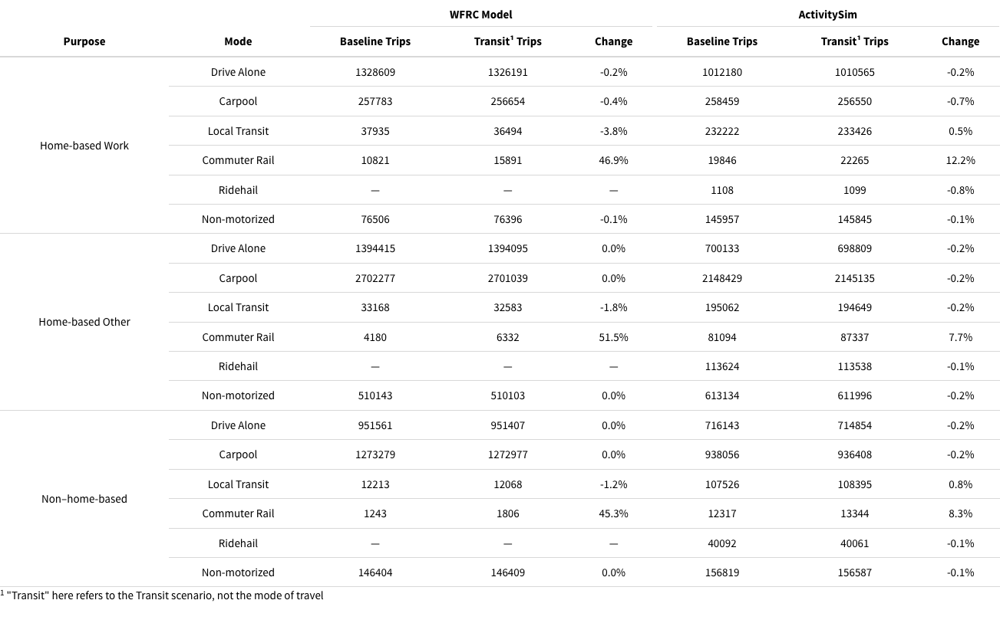 WFRC Model ActivitySim
Purpose Mode Baseline Trips Transit¹ Trips Change Baseline Trips Transit¹ Trips Change
Drive Alone 1328609 1326191 -0.2% 1012180 1010565 -0.2%
Carpool 257783 256654 -0.4% 258459 256550 -0.7%
Local Transit 37935 36494 -3.8% 232222 233426 0.5%
Home-based Work
Commuter Rail 10821 15891 46.9% 19846 22265 12.2%
Ridehail — — — 1108 1099 -0.8%
Non-motorized 76506 76396 -0.1% 145957 145845 -0.1%
Drive Alone 1394415 1394095 0.0% 700133 698809 -0.2%
Carpool 2702277 2701039 0.0% 2148429 2145135 -0.2%
Local Transit 33168 32583 -1.8% 195062 194649 -0.2%
Home-based Other
Commuter Rail 4180 6332 51.5% 81094 87337 7.7%
Ridehail — — — 113624 113538 -0.1%
Non-motorized 510143 510103 0.0% 613134 611996 -0.2%
Drive Alone 951561 951407 0.0% 716143 714854 -0.2%
Carpool 1273279 1272977 0.0% 938056 936408 -0.2%
Local Transit 12213 12068 -1.2% 107526 108395 0.8%
Non–home-based
Commuter Rail 1243 1806 45.3% 12317 13344 8.3%
Ridehail — — — 40092 40061 -0.1%
Non-motorized 146404 146409 0.0% 156819 156587 -0.1%
¹ "Transit" here refers to the Transit scenario, not the mode of travel